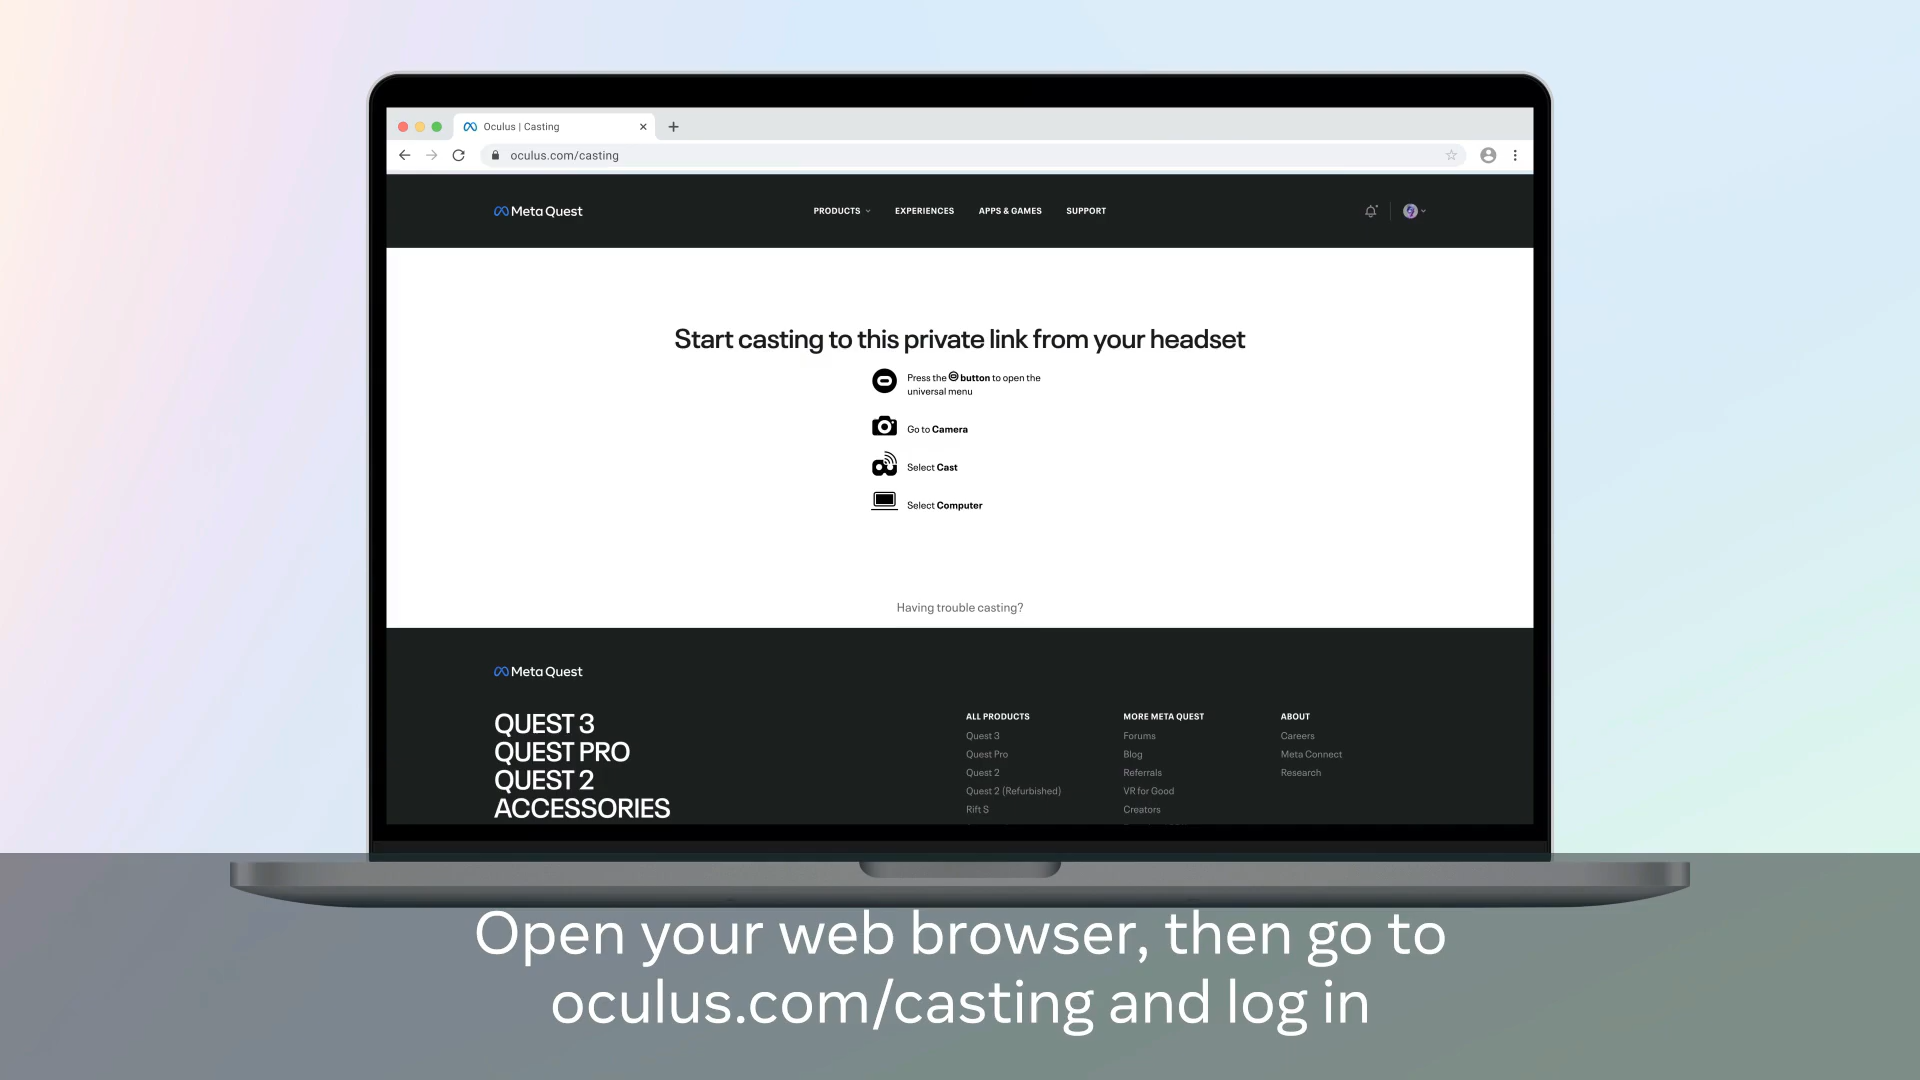 Oculus | Casting
oculus.com/casting
Meta Quest
PRODUCTS EXPERIENCES APPS & GAMES SUPPORT
Start casting to this private link from your headset
Press the button to open the
universal menu
Go to Camera
Select Cast
Select Computer
Having trouble casting?
Meta Quest
QUEST 3
QUEST PRO
QUEST 2
ACCESSORIES
ALL PRODUCTS
Quest 3
Quest Pro
Quest 2
Quest 2 (Refurbished)
Rift S
MORE META QUEST
Forums
Blog
Referrals
VR for Good
Creators
ABOUT
Careers
Meta Connect
Research
Open your web browser, then go to
oculus.com/casting and log in